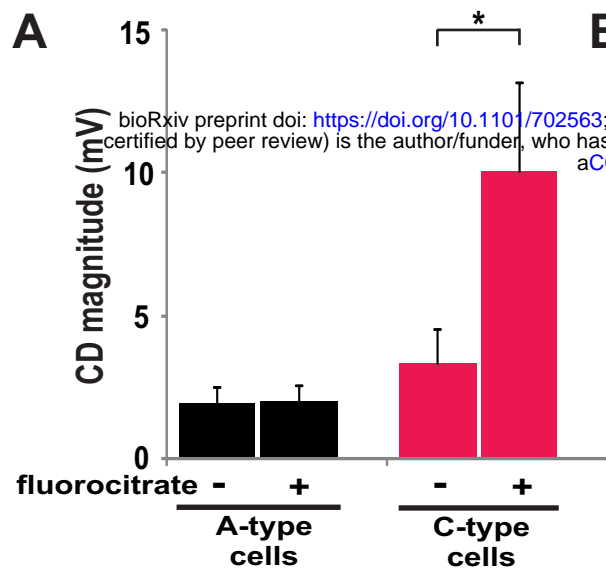 A
B
15
*
bioRxiv preprint doi: https://doi.org/10.1101/702563;
certified by peer review) is the author/funder, who has
aCC
CD magnitude (mV)
10
5
0
fluorocitrate - + - +
A-type
cells
C-type
cells